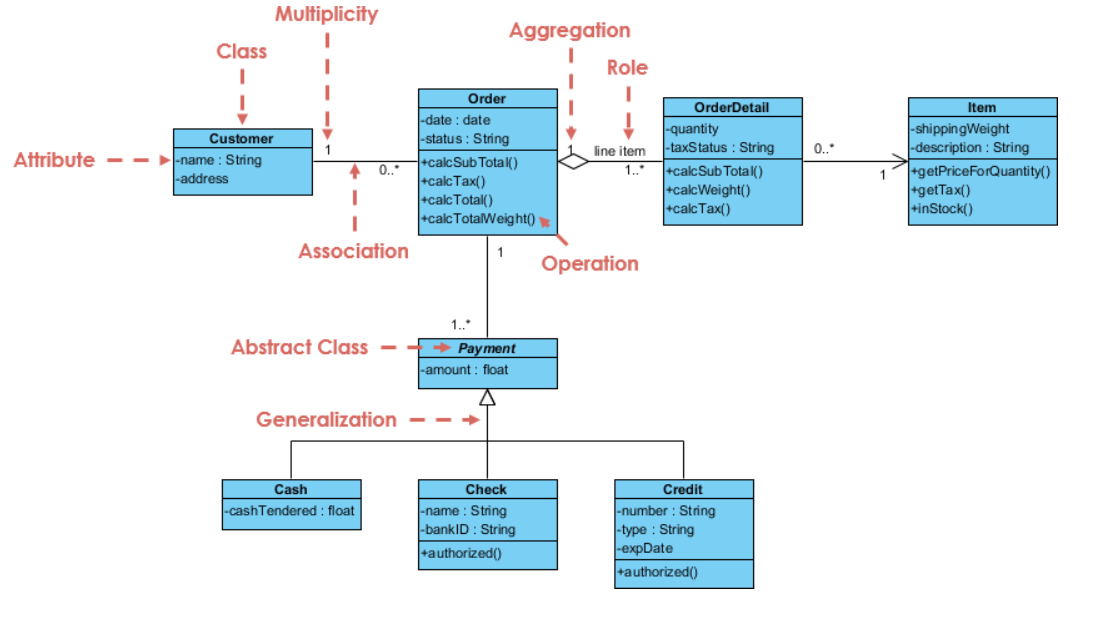 Multiplicity
Aggregation
Class
Role
Attribute
Customer
-name : String
-address
1
0..*
Association
Order
-date : date
-status : String
+calcSubTotal()
+calcTax()
+calcTotal()
+calcTotalWeight()
Operation
1
line item
1..*
OrderDetail
-quantity
-taxStatus : String
+calcSubTotal()
+calcWeight()
+calcTax()
0..*
1
Item
-shippingWeight
-description : String
+getPriceForQuantity()
+getTax()
+inStock()
1
1..*
Abstract Class
Payment
-amount : float
Generalization
Cash
-cashTendered : float
Check
-name : String
-bankID : String
+authorized()
Credit
-number : String
-type : String
-expDate
+authorized()